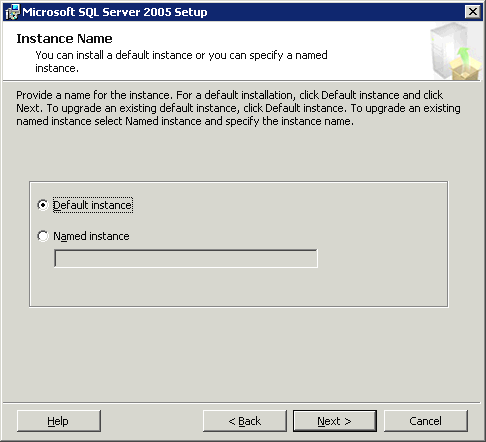 Microsoft SQL Server 2005 Setup
Instance Name
You can install a default instance or you can specify a named
instance.
Provide a name for the instance. For a default installation, click Default instance and click
Next. To upgrade an existing default instance, click Default instance. To upgrade an existing
named instance select Named instance and specify the instance name.
Default instance
Named instance
Help
< Back
Next >
Cancel